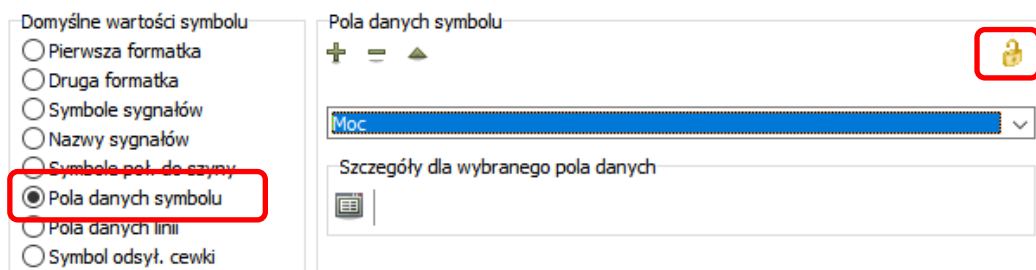 Domyślne wartości symbolu
Pierwsza formatka
Druga formatka
Symbole sygnałów
Nazwy sygnałów
Symbole poł. do szyny
Pola danych symbolu
Pola danych linii
Symbol odsył. cewki
Pola danych symbolu
Moc
Szczegóły dla wybranego pola danych